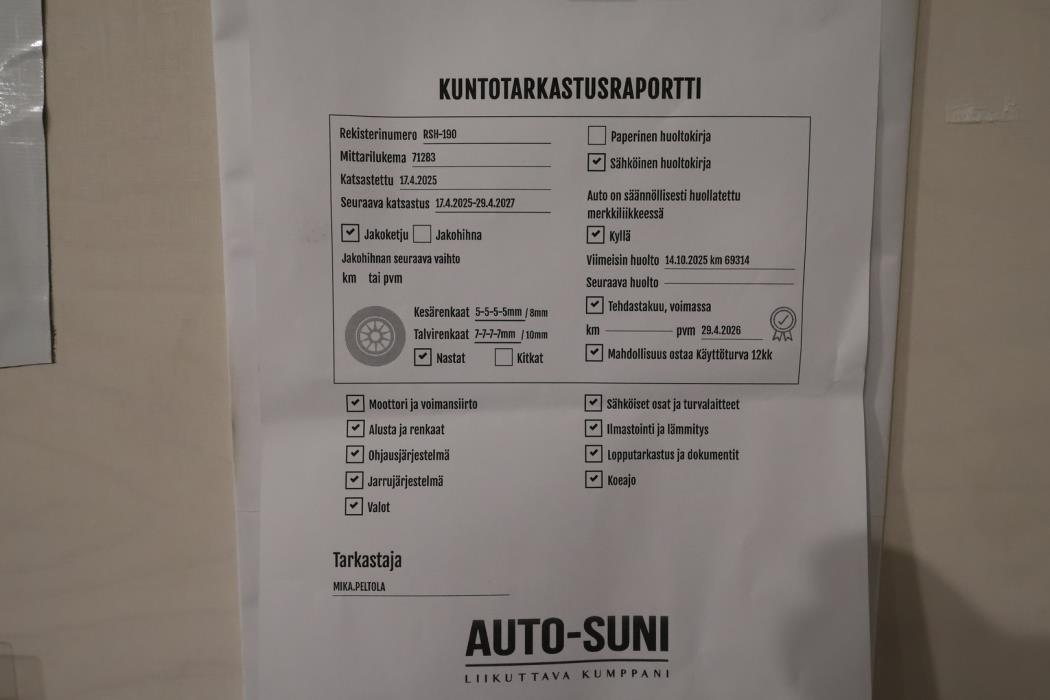 KUNTOTARKASTUSRAPORTTI
Rekisterinumero RSH-190
Mittarilukema 71283
Katsastettu 17.4.2025
Seuraava katsastus 17.4.2025-29.4.2027
Jakoketju Jakohihna
Jakohihnan seuraava vaihto
km tai pvm
Kesärenkaat 5-5-5-5mm / 8mm
Talvirenkaat 7-7-7-7mm / 10mm
Nastat Kitkat
Paperinen huoltokirja
Sähköinen huoltokirja
Auto on säännöllisesti huollatettu
merkkiliikkeessä
Kyllä
Viimeisin huolto 14.10.2025 km 69314
Seuraava huolto
Tehdastakuu, voimassa
km pvm 29.4.2026
Mahdollisuus ostaa Käyttöturva 12kk
Moottori ja voimansiirto
Alusta ja renkaat
Ohjausjärjestelmä
Jarrujärjestelmä
Valot
Sähköiset osat ja turvalaitteet
Ilmastointi ja lämmitys
Lopputarkastus ja dokumentit
Koeajo
Tarkastaja
MIKA.PELTOLA
AUTO-SUNI
LIIKUTTAVA KUMPPANI